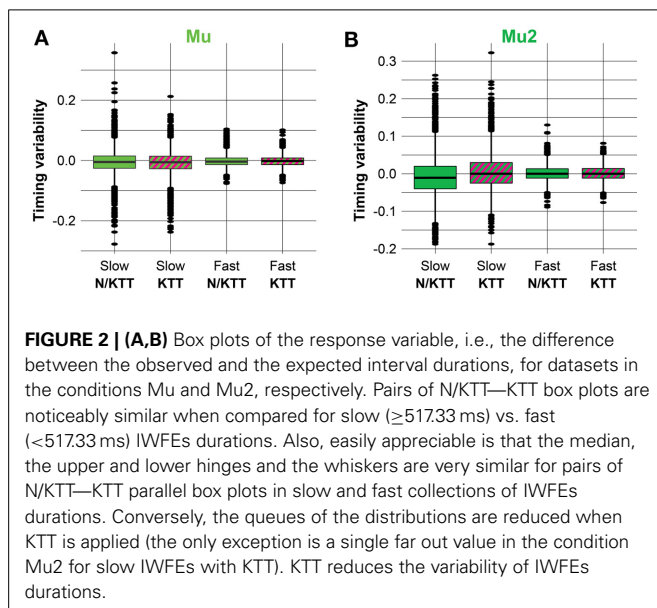 A
Mu
B
Mu2
Timing variability
0.2
0.0
-0.2
Slow Slow Fast Fast
N/KTT KTT N/KTT KTT
Timing variability
0.3
0.2
0.1
0.0
-0.1
-0.2
Slow Slow Fast Fast
N/KTT KTT N/KTT KTT
FIGURE 2 | (A,B) Box plots of the response variable, i.e., the difference
between the observed and the expected interval durations, for datasets in
the conditions Mu and Mu2, respectively. Pairs of N/KTT—KTT box plots are
noticeably similar when compared for slow (≥517.33 ms) vs. fast
(<517.33 ms) IWFEs durations. Also, easily appreciable is that the median,
the upper and lower hinges and the whiskers are very similar for pairs of
N/KTT—KTT parallel box plots in slow and fast collections of IWFEs
durations. Conversely, the queues of the distributions are reduced when
KTT is applied (the only exception is a single far out value in the condition
Mu2 for slow IWFEs with KTT). KTT reduces the variability of IWFEs
durations.